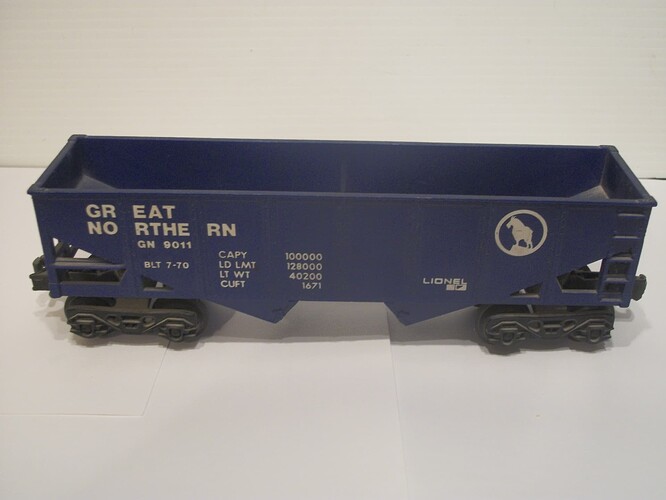 GR EAT
NO RTHE RN
GN 9011
BLT 7-70
CAPY 100000
LD LMT 128000
LT WT 40200
CUFT 1671
LIONEL